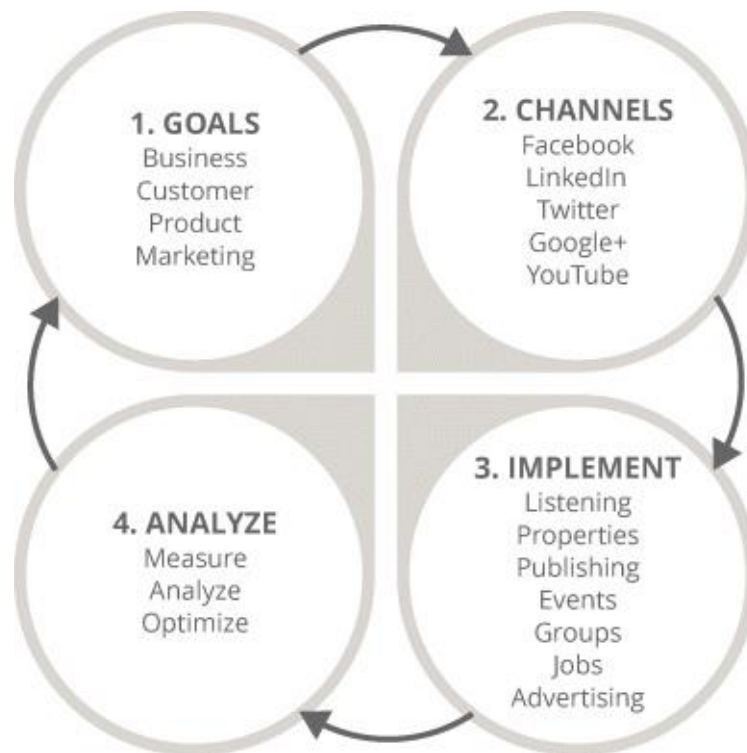 1. GOALS
Business
Customer
Product
Marketing
2. CHANNELS
Facebook
LinkedIn
Twitter
Google+
YouTube
3. IMPLEMENT
Listening
Properties
Publishing
Events
Groups
Jobs
Advertising
4. ANALYZE
Measure
Analyze
Optimize